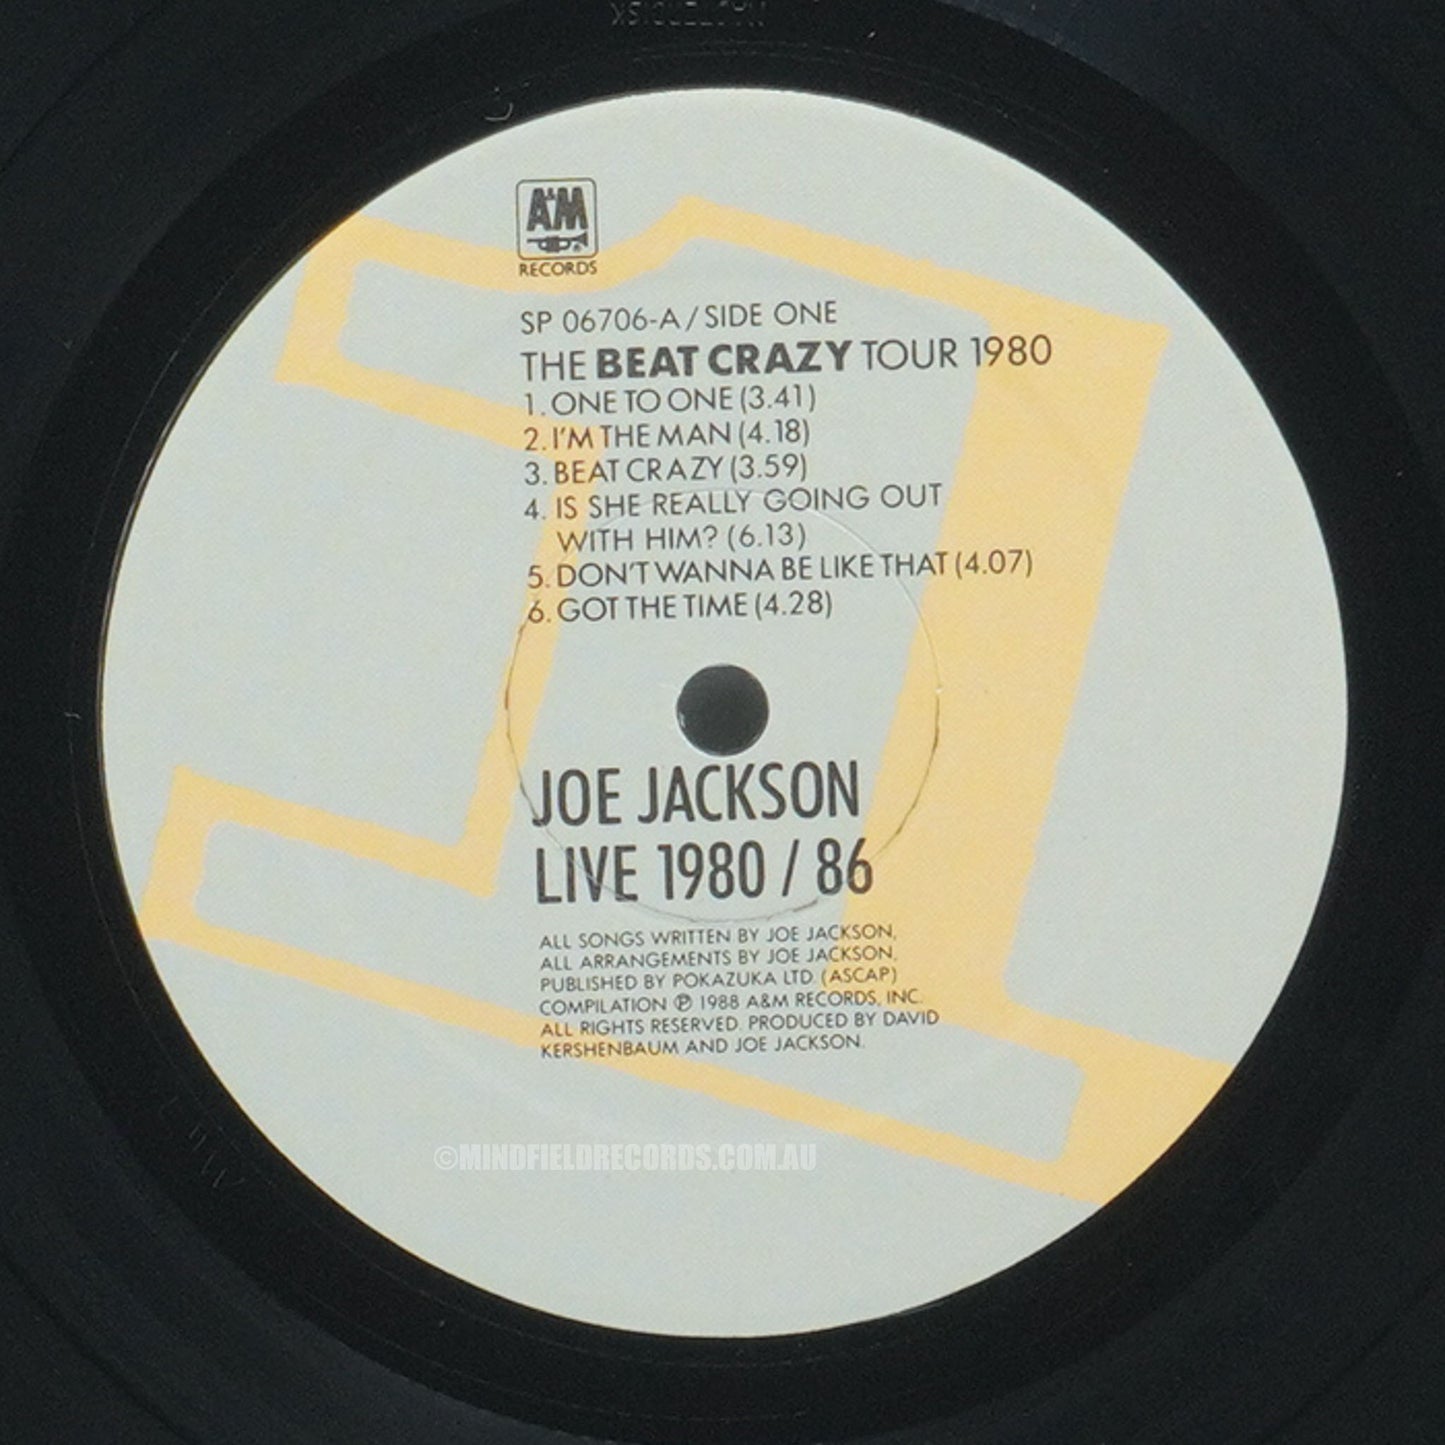 A&M
RECORDS
SP 06706-A / SIDE ONE
THE BEAT CRAZY TOUR 1980
1. ONE TO ONE (3.41)
2. I'M THE MAN (4.18)
3. BEAT CRAZY (3.59)
4. IS SHE REALLY GOING OUT
WITH HIM? (6.13)
5. DON'T WANNA BE LIKE THAT (4.07)
6. GOT THE TIME (4.28)
JOE JACKSON
LIVE 1980 / 86
ALL SONGS WRITTEN BY JOE JACKSON,
ALL ARRANGEMENTS BY JOE JACKSON,
PUBLISHED BY POKAZUKA LTD. (ASCAP)
COMPILATION ℗ 1988 A&M RECORDS, INC.
ALL RIGHTS RESERVED. PRODUCED BY DAVID
KERSHENBAUM AND JOE JACKSON.
©MINDFIELDRECORDS.COM.AU